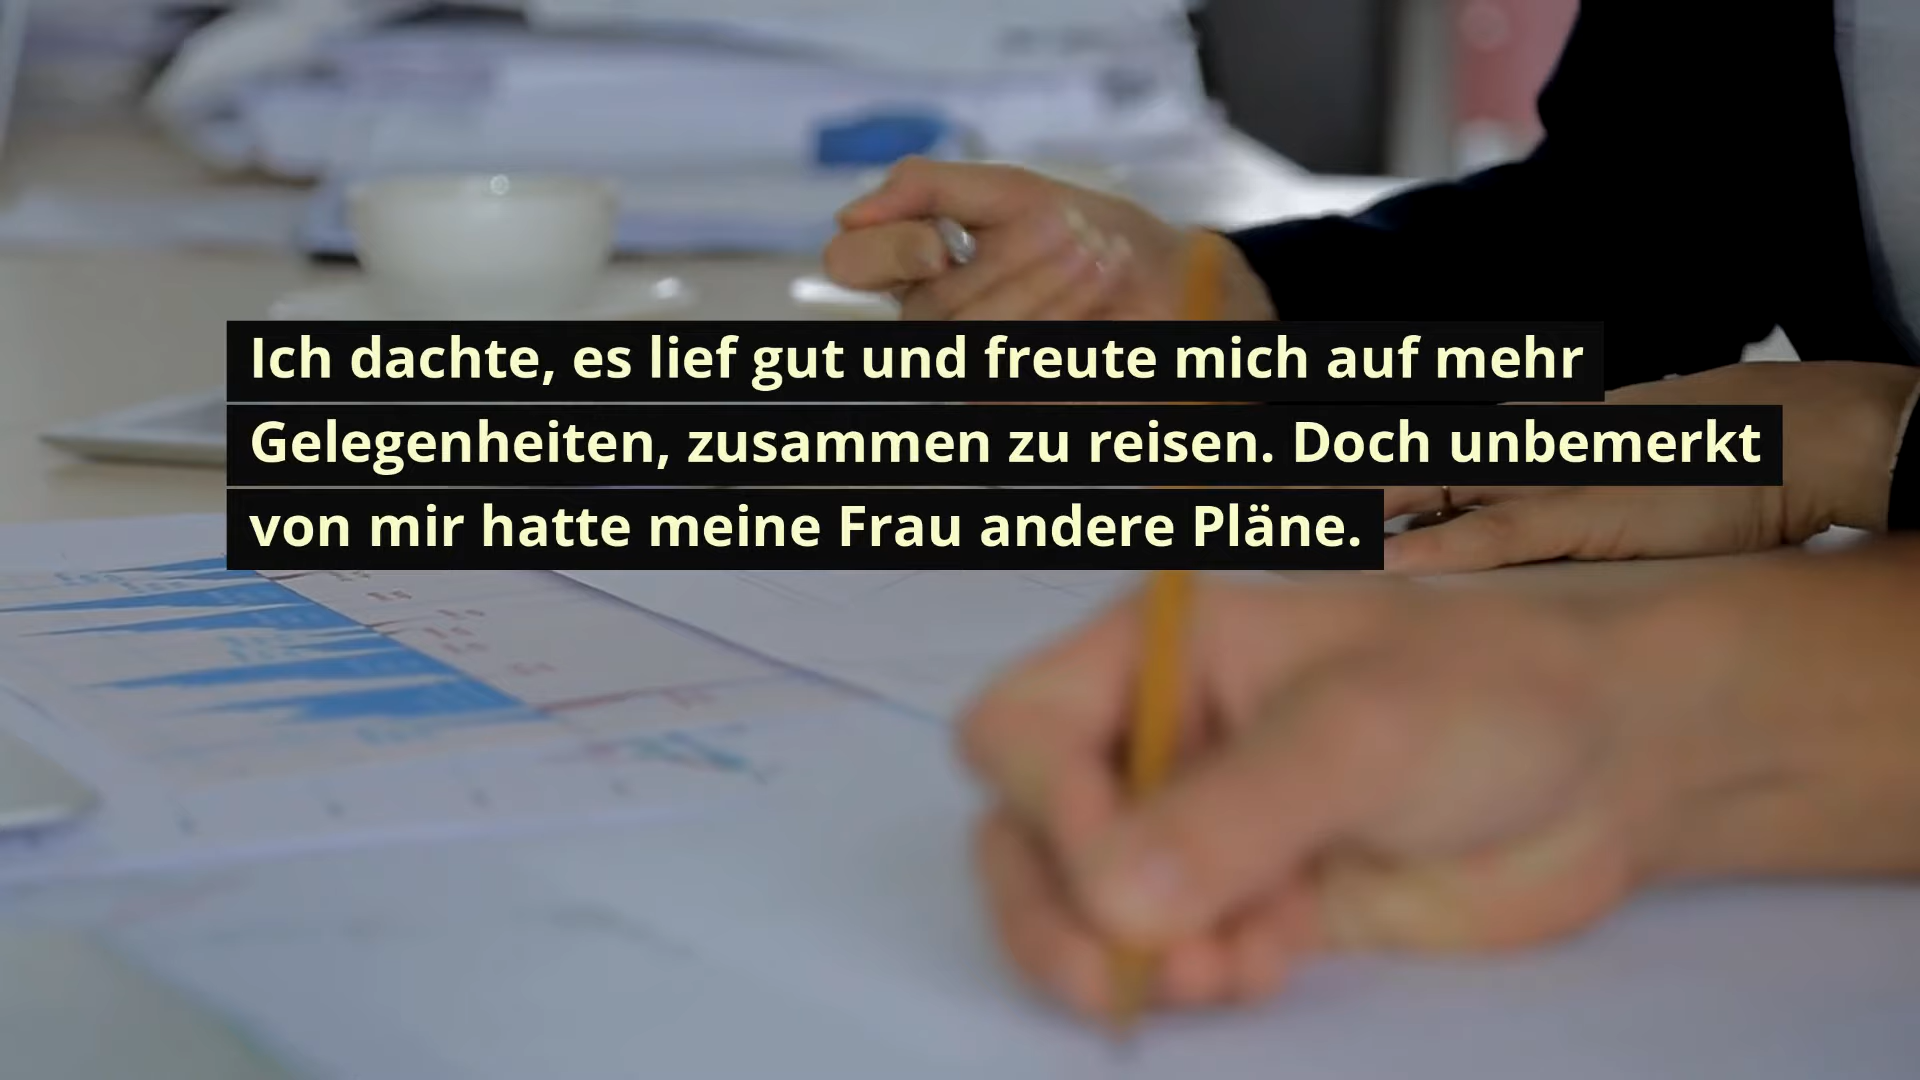 Ich dachte, es lief gut und freute mich auf mehr
Gelegenheiten, zusammen zu reisen. Doch unbemerkt
von mir hatte meine Frau andere Pläne.